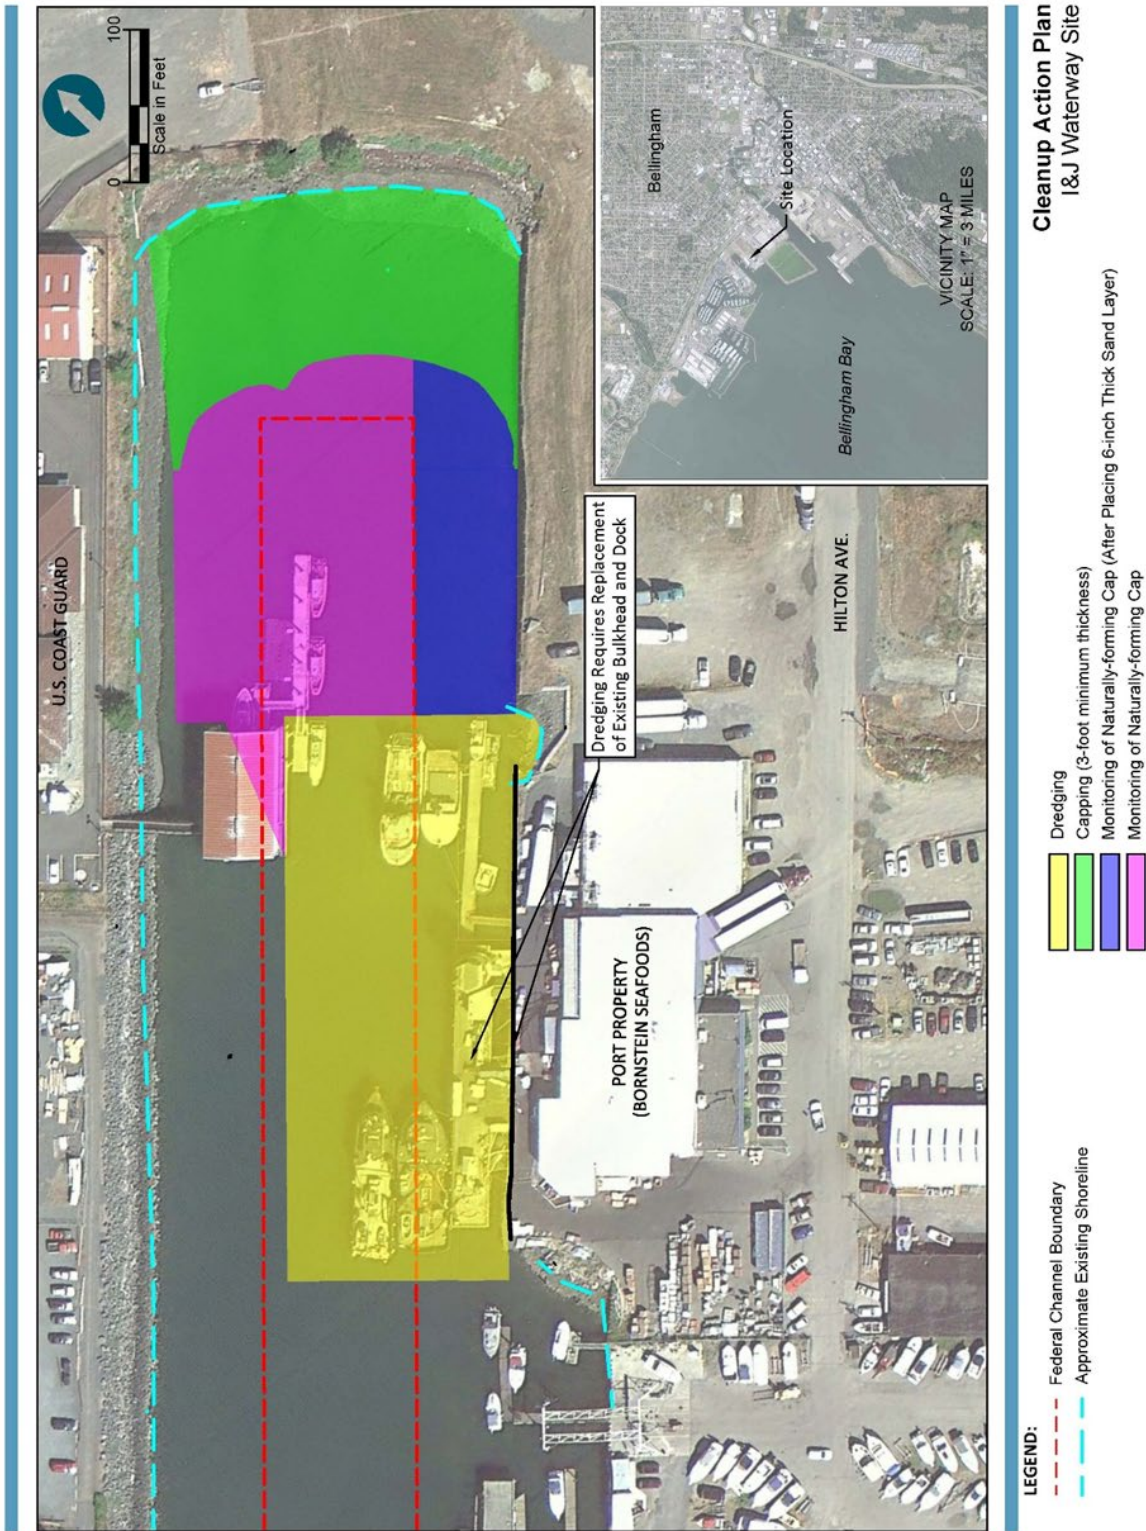 100
0
Scale in Feet
U.S. COAST GUARD
Dredging Requires Replacement
of Existing Bulkhead and Dock
PORT PROPERTY
(BORNSTEIN SEAFOODS)
HILTON AVE.
Bellingham
Site Location
Bellingham Bay
VICINITY MAP
SCALE: 1" = 3 MILES
LEGEND:
Federal Channel Boundary
Approximate Existing Shoreline
Dredging
Capping (3-foot minimum thickness)
Monitoring of Naturally-forming Cap (After Placing 6-inch Thick Sand Layer)
Monitoring of Naturally-forming Cap
Cleanup Action Plan
I&J Waterway Site